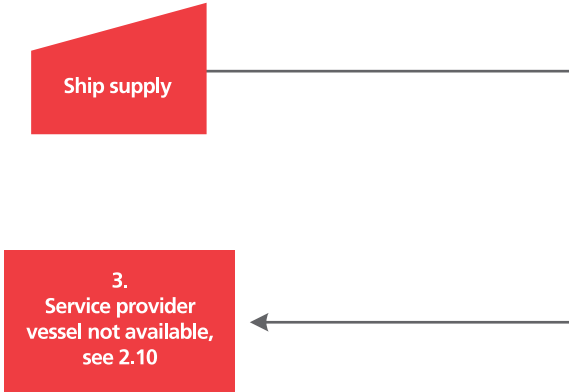 Ship supply
3.
Service provider
vessel not available,
see 2.10